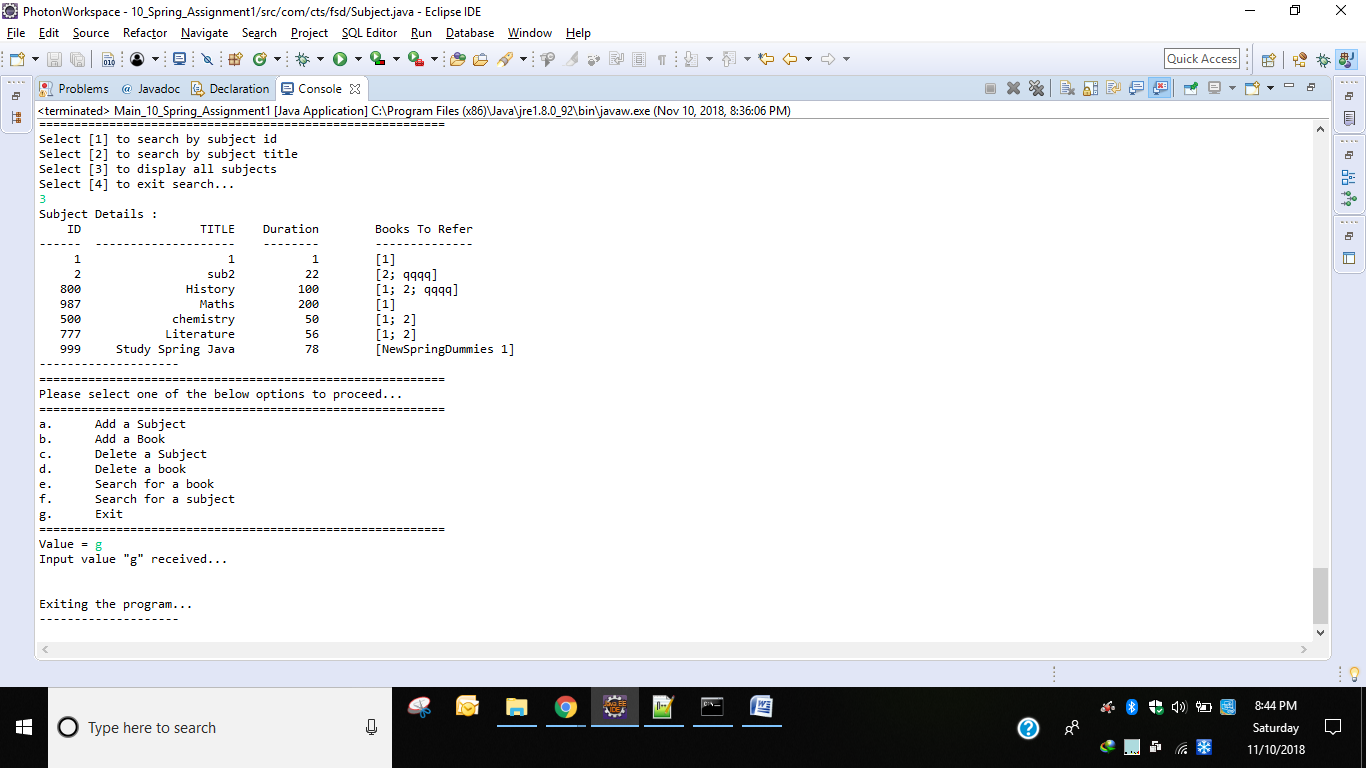 PhotonWorkspace - 10_Spring_Assignment1/src/com/cts/fsd/Subject.java - Eclipse IDE
File Edit Source Refactor Navigate Search Project SQL Editor Run Database Window Help
Quick Access
Problems @ Javadoc Declaration Console
<terminated> Main_10_Spring_Assignment1 [Java Application] C:\Program Files (x86)\Java\jre1.8.0_92\bin\javaw.exe (Nov 10, 2018, 8:36:06 PM)
==========================================================
Select [1] to search by subject id
Select [2] to search by subject title
Select [3] to display all subjects
Select [4] to exit search...
3
Subject Details :
    ID                 TITLE    Duration        Books To Refer
------  --------------------    --------        --------------
     1                     1           1        [1]
     2                  sub2          22        [2; qqqq]
   800               History         100        [1; 2; qqqq]
   987                 Maths         200        [1]
   500             chemistry          50        [1; 2]
   777            Literature          56        [1; 2]
   999     Study Spring Java          78        [NewSpringDummies 1]
--------------------
==========================================================
Please select one of the below options to proceed...
==========================================================
a.      Add a Subject
b.      Add a Book
c.      Delete a Subject
d.      Delete a book
e.      Search for a book
f.      Search for a subject
g.      Exit
==========================================================
Value = g
Input value "g" received...
Exiting the program...
--------------------
Type here to search
8:44 PM
Saturday
11/10/2018